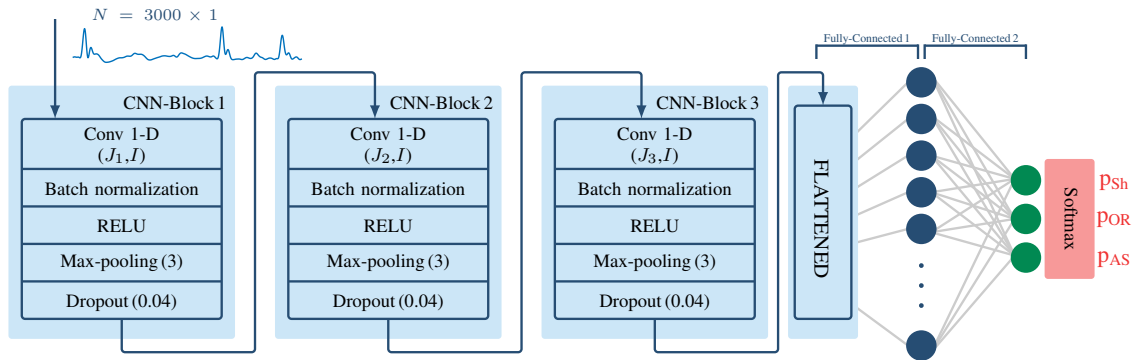 N = 3000 × 1
CNN-Block 1
Conv 1-D
(J₁,I)
Batch normalization
RELU
Max-pooling (3)
Dropout (0.04)
CNN-Block 2
Conv 1-D
(J₂,I)
Batch normalization
RELU
Max-pooling (3)
Dropout (0.04)
CNN-Block 3
Conv 1-D
(J₃,I)
Batch normalization
RELU
Max-pooling (3)
Dropout (0.04)
FLATTENED
Fully-Connected 1
Fully-Connected 2
Softmax
pSh
pOR
pAS